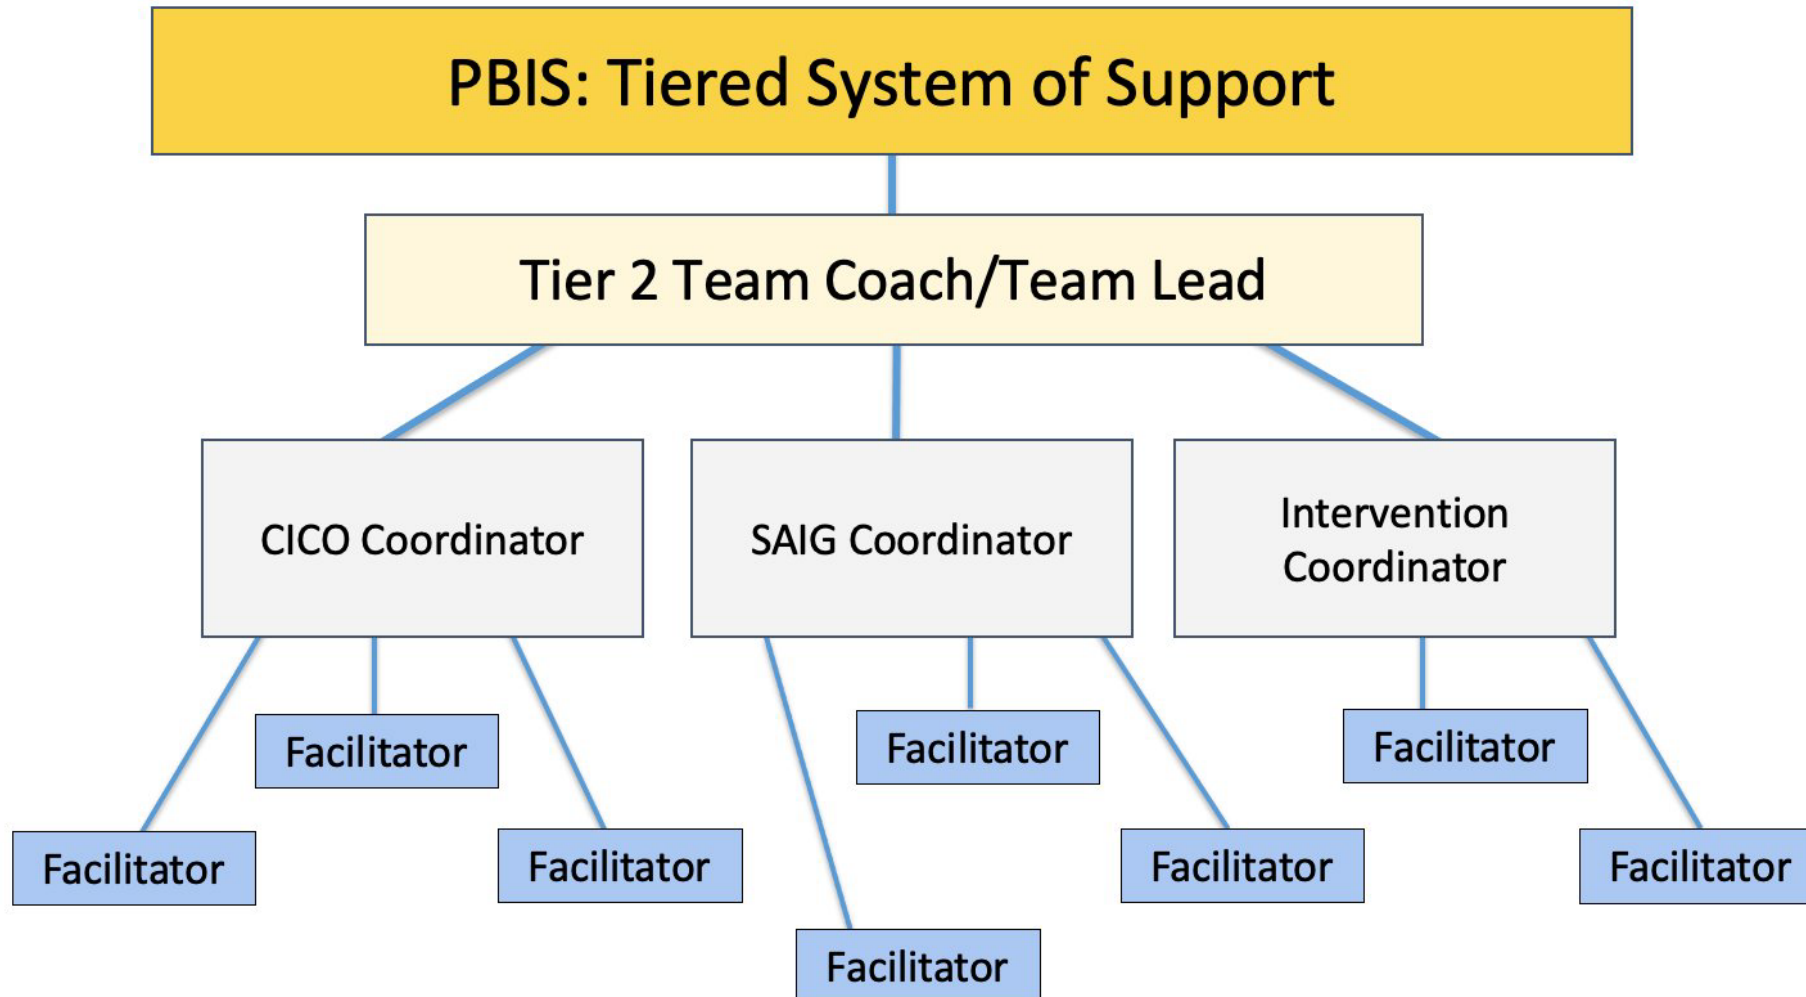 PBIS: Tiered System of Support
Tier 2 Team Coach/Team Lead
CICO Coordinator
SAIG Coordinator
Intervention
Coordinator
Facilitator
Facilitator
Facilitator
Facilitator
Facilitator
Facilitator
Facilitator
Facilitator